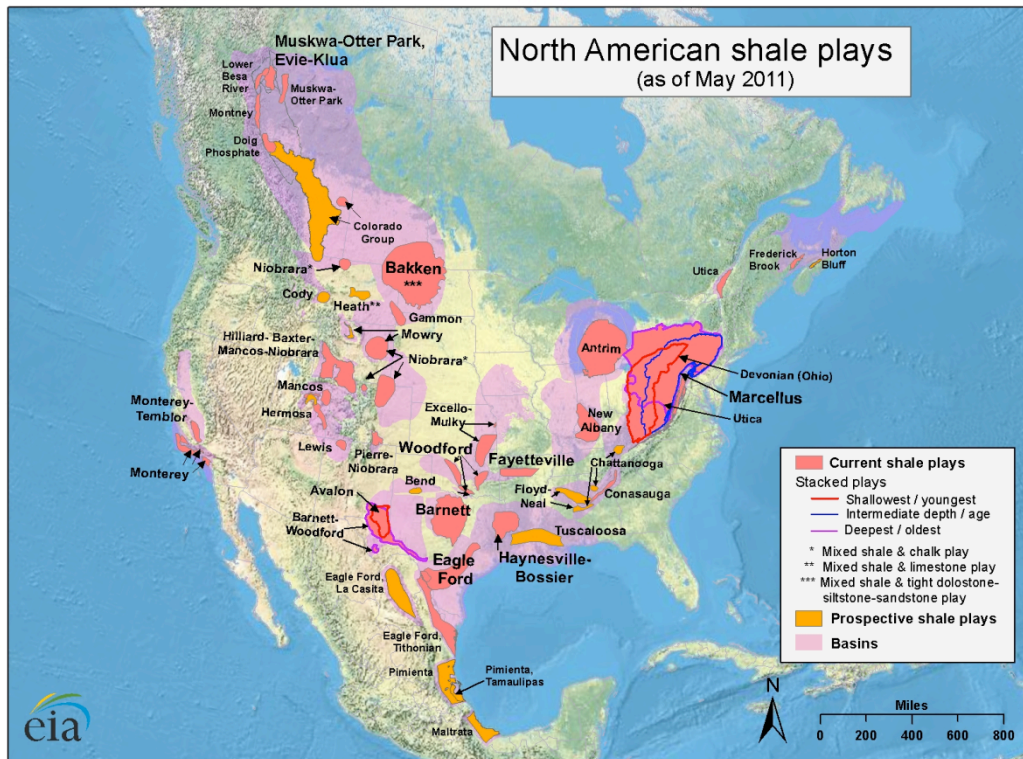 North American shale plays
(as of May 2011)
Muskwa-Otter Park,
Evie-Klua
Lower
Besa
River
Muskwa-
Otter Park
Montney
Doig
Phosphate
Colorado
Group
Niobrara*
Bakken
***
Cody
Heath**
Gammon
Mowry
Hilliard- Baxter-
Mancos-Niobrara
Niobrara*
Antrim
Utica
Frederick
Brook
Horton
Bluff
Devonian (Ohio)
Marcellus
Utica
Mancos
Hermosa
Monterey-
Temblor
Monterey
Lewis
Pierre-
Niobrara
Excello-
Mulky
New
Albany
Woodford
Fayetteville
Chattanooga
Bend
Floyd-
Neal
Conasauga
Avalon
Barnett
Barnett-
Woodford
Tuscaloosa
Haynesville-
Bossier
Eagle
Ford
Eagle Ford,
La Casita
Eagle Ford,
Tithonian
Pimienta
Pimienta,
Tamaulipas
Maltrata
Current shale plays
Stacked plays
Shallowest / youngest
Intermediate depth / age
Deepest / oldest
* Mixed shale & chalk play
** Mixed shale & limestone play
*** Mixed shale & tight dolostone-
siltstone-sandstone play
Prospective shale plays
Basins
N
Miles
0 200 400 600 800
eia